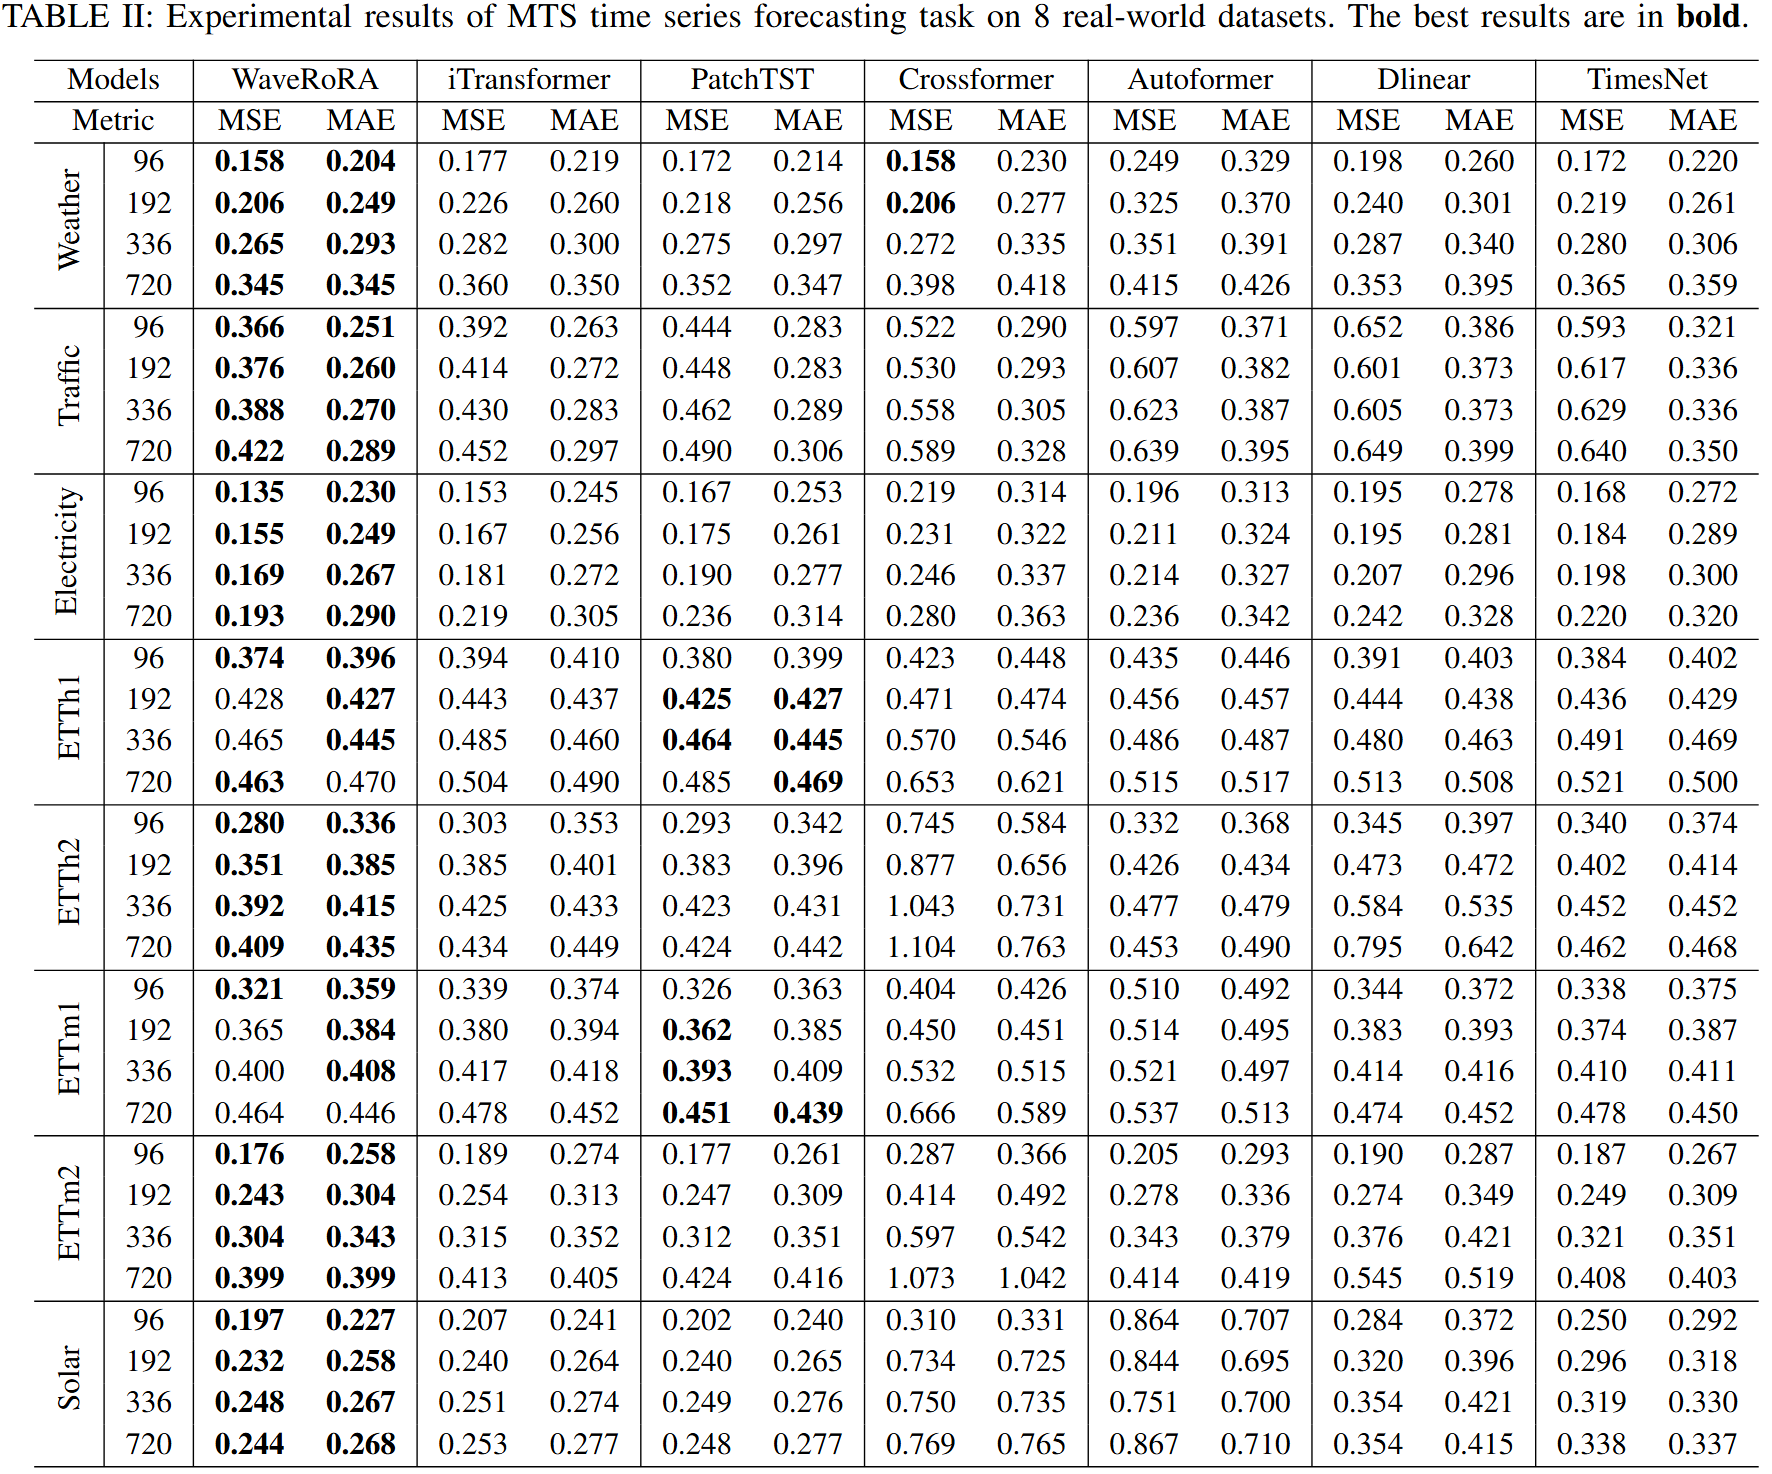 TABLE II: Experimental results of MTS time series forecasting task on 8 real-world datasets. The best results are in bold.
Models WaveRoRA iTransformer PatchTST Crossformer Autoformer Dlinear TimesNet
Metric MSE MAE MSE MAE MSE MAE MSE MAE MSE MAE MSE MAE MSE MAE
Weather
96 0.158 0.204 0.177 0.219 0.172 0.214 0.158 0.230 0.249 0.329 0.198 0.260 0.172 0.220
192 0.206 0.249 0.226 0.260 0.218 0.256 0.206 0.277 0.325 0.370 0.240 0.301 0.219 0.261
336 0.265 0.293 0.282 0.300 0.275 0.297 0.272 0.335 0.351 0.391 0.287 0.340 0.280 0.306
720 0.345 0.345 0.360 0.350 0.352 0.347 0.398 0.418 0.415 0.426 0.353 0.395 0.365 0.359
Traffic
96 0.366 0.251 0.392 0.263 0.444 0.283 0.522 0.290 0.597 0.371 0.652 0.386 0.593 0.321
192 0.376 0.260 0.414 0.272 0.448 0.283 0.530 0.293 0.607 0.382 0.601 0.373 0.617 0.336
336 0.388 0.270 0.430 0.283 0.462 0.289 0.558 0.305 0.623 0.387 0.605 0.373 0.629 0.336
720 0.422 0.289 0.452 0.297 0.490 0.306 0.589 0.328 0.639 0.395 0.649 0.399 0.640 0.350
Electricity
96 0.135 0.230 0.153 0.245 0.167 0.253 0.219 0.314 0.196 0.313 0.195 0.278 0.168 0.272
192 0.155 0.249 0.167 0.256 0.175 0.261 0.231 0.322 0.211 0.324 0.195 0.281 0.184 0.289
336 0.169 0.267 0.181 0.272 0.190 0.277 0.246 0.337 0.214 0.327 0.207 0.296 0.198 0.300
720 0.193 0.290 0.219 0.305 0.236 0.314 0.280 0.363 0.236 0.342 0.242 0.328 0.220 0.320
ETTh1
96 0.374 0.396 0.394 0.410 0.380 0.399 0.423 0.448 0.435 0.446 0.391 0.403 0.384 0.402
192 0.428 0.427 0.443 0.437 0.425 0.427 0.471 0.474 0.456 0.457 0.444 0.438 0.436 0.429
336 0.465 0.445 0.485 0.460 0.464 0.445 0.570 0.546 0.486 0.487 0.480 0.463 0.491 0.469
720 0.463 0.470 0.504 0.490 0.485 0.469 0.653 0.621 0.515 0.517 0.513 0.508 0.521 0.500
ETTh2
96 0.280 0.336 0.303 0.353 0.293 0.342 0.745 0.584 0.332 0.368 0.345 0.397 0.340 0.374
192 0.351 0.385 0.385 0.401 0.383 0.396 0.877 0.656 0.426 0.434 0.473 0.472 0.402 0.414
336 0.392 0.415 0.425 0.433 0.423 0.431 1.043 0.731 0.477 0.479 0.584 0.535 0.452 0.452
720 0.409 0.435 0.434 0.449 0.424 0.442 1.104 0.763 0.453 0.490 0.795 0.642 0.462 0.468
ETTm1
96 0.321 0.359 0.339 0.374 0.326 0.363 0.404 0.426 0.510 0.492 0.344 0.372 0.338 0.375
192 0.365 0.384 0.380 0.394 0.362 0.385 0.450 0.451 0.514 0.495 0.383 0.393 0.374 0.387
336 0.400 0.408 0.417 0.418 0.393 0.409 0.532 0.515 0.521 0.497 0.414 0.416 0.410 0.411
720 0.464 0.446 0.478 0.452 0.451 0.439 0.666 0.589 0.537 0.513 0.474 0.452 0.478 0.450
ETTm2
96 0.176 0.258 0.189 0.274 0.177 0.261 0.287 0.366 0.205 0.293 0.190 0.287 0.187 0.267
192 0.243 0.304 0.254 0.313 0.247 0.309 0.414 0.492 0.278 0.336 0.274 0.349 0.249 0.309
336 0.304 0.343 0.315 0.352 0.312 0.351 0.597 0.542 0.343 0.379 0.376 0.421 0.321 0.351
720 0.399 0.399 0.413 0.405 0.424 0.416 1.073 1.042 0.414 0.419 0.545 0.519 0.408 0.403
Solar
96 0.197 0.227 0.207 0.241 0.202 0.240 0.310 0.331 0.864 0.707 0.284 0.372 0.250 0.292
192 0.232 0.258 0.240 0.264 0.240 0.265 0.734 0.725 0.844 0.695 0.320 0.396 0.296 0.318
336 0.248 0.267 0.251 0.274 0.249 0.276 0.750 0.735 0.751 0.700 0.354 0.421 0.319 0.330
720 0.244 0.268 0.253 0.277 0.248 0.277 0.769 0.765 0.867 0.710 0.354 0.415 0.338 0.337